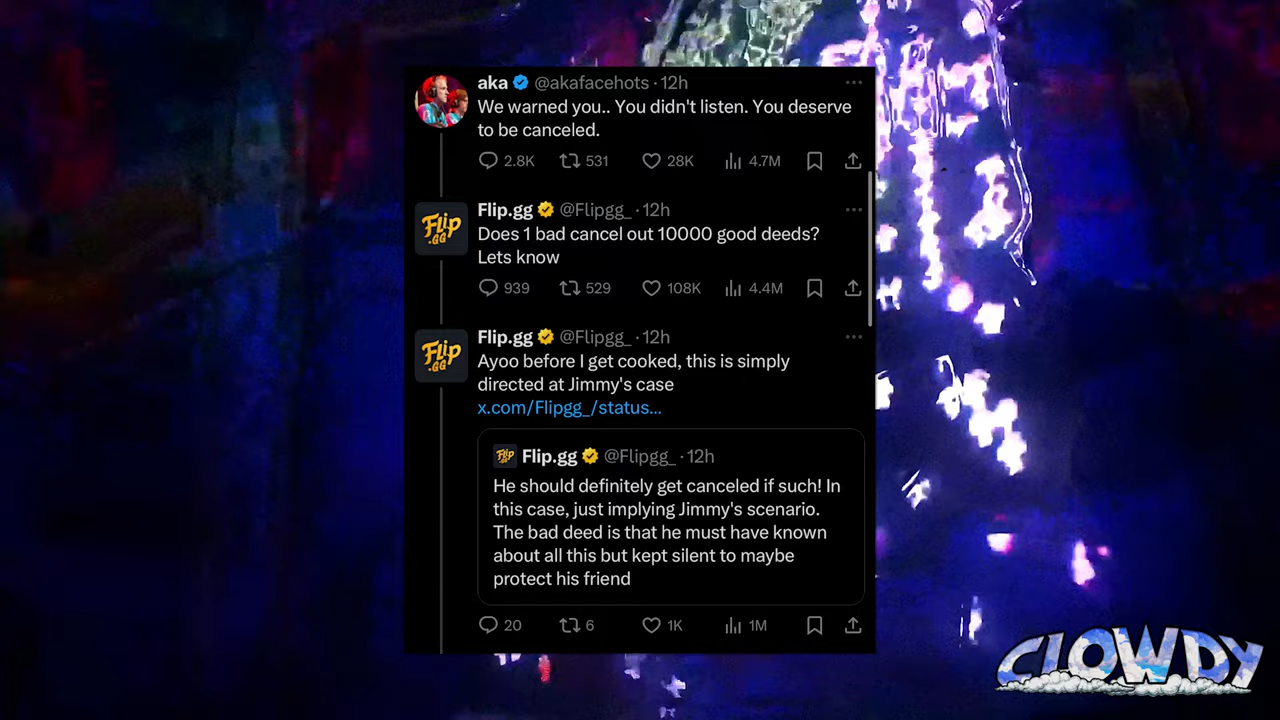 aka @akafacehots · 12h
We warned you.. You didn't listen. You deserve
to be canceled.
2.8K 531 28K 4.7M
Flip.gg @Flipgg_ · 12h
Does 1 bad cancel out 10000 good deeds?
Lets know
939 529 108K 4.4M
Flip.gg @Flipgg_ · 12h
Ayoo before I get cooked, this is simply
directed at Jimmy's case
x.com/Flipgg_/status...
Flip.gg @Flipgg_ · 12h
He should definitely get canceled if such! In
this case, just implying Jimmy's scenario.
The bad deed is that he must have known
about all this but kept silent to maybe
protect his friend
20 6 1K 1M
FLIP
.GG
FLIP
.GG
FLIP
CLOWDY